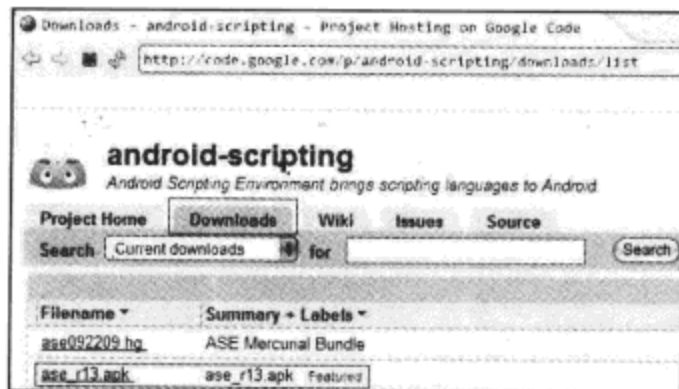 Downloads - android-scripting - Project Hosting on Google Code
http://code.google.com/p/android-scripting/downloads/list
android-scripting
Android Scripting Environment brings scripting languages to Android
Project Home Downloads Wiki Issues Source
Search Current downloads for Search
Filename Summary + Labels
ase092209.hg ASE Mercurial Bundle
ase_r13.apk ase_r13.apk Featured